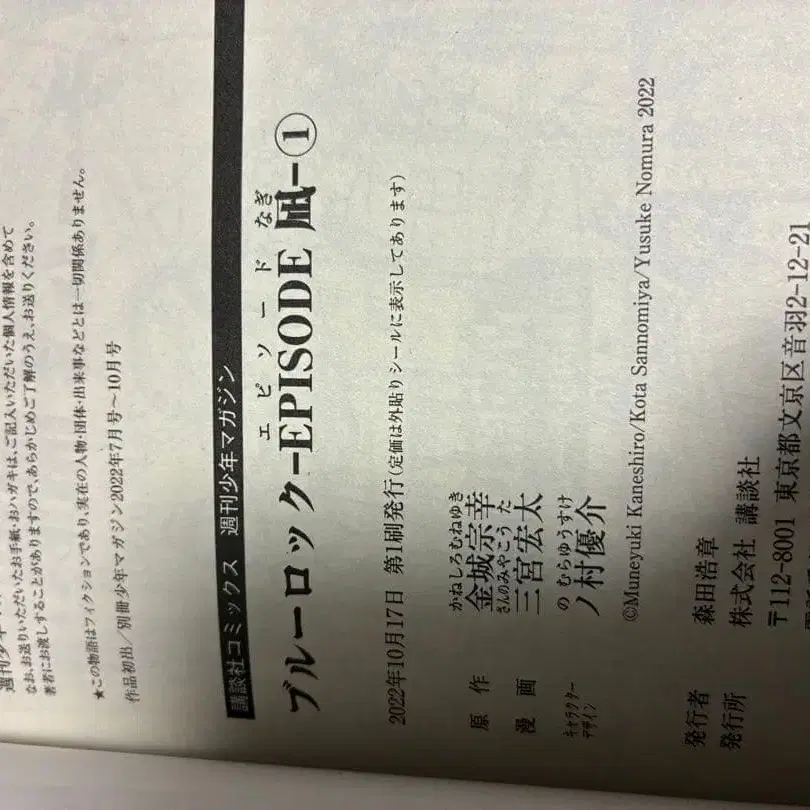 週刊少年
なお、お送りいただいたお手紙・おハガキは、ご記入いただいた個人情報を含めて
著者にお渡しすることがありますので、あらかじめご了解のうえ、お送りください。
★この物語はフィクションであり、実在の人物・団体・出来事などとは一切関係ありません。
作品初出／別冊少年マガジン2022年7月号～10月号
講談社コミックス 週刊少年マガジン
エピソード なぎ
ブルーロック-EPISODE 凪-①
2022年10月17日 第1刷発行(定価は外貼りシールに表示してあります)
かねしろむねゆき
原作 金城宗幸
さんのみやこうた
漫画 三宮宏太
のむらゆうすけ
キャラクターデザイン ノ村優介
©Muneyuki Kaneshiro/Kota Sannomiya/Yusuke Nomura 2022
発行者 森田浩章
発行所 株式会社 講談社
〒112-8001 東京都文京区音羽2-12-21